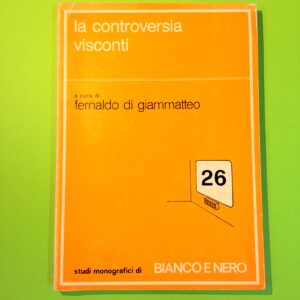 la controversia
visconti
a cura di
fernaldo di giammatteo
26
studi monografici di BIANCO E NERO